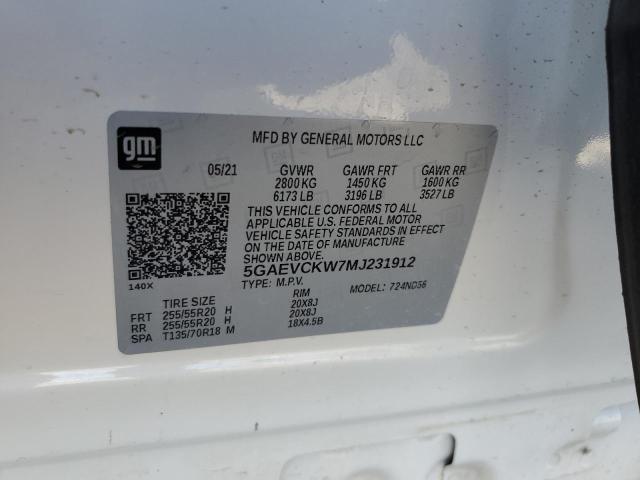 gm
MFD BY GENERAL MOTORS LLC
05/21 GVWR GAWR FRT GAWR RR
2800 KG 1450 KG 1600 KG
6173 LB 3196 LB 3527 LB
THIS VEHICLE CONFORMS TO ALL
APPLICABLE U.S. FEDERAL MOTOR
VEHICLE SAFETY STANDARDS IN EFFECT
ON THE DATE OF MANUFACTURE
SHOWN ABOVE.
5GAEVCKW7MJ231912
140X
TYPE: M.P.V. MODEL: 724ND56
TIRE SIZE RIM
FRT 255/55R20 H 20X8J
RR 255/55R20 H 20X8J
SPA T135/70R18 M 18X4.5B